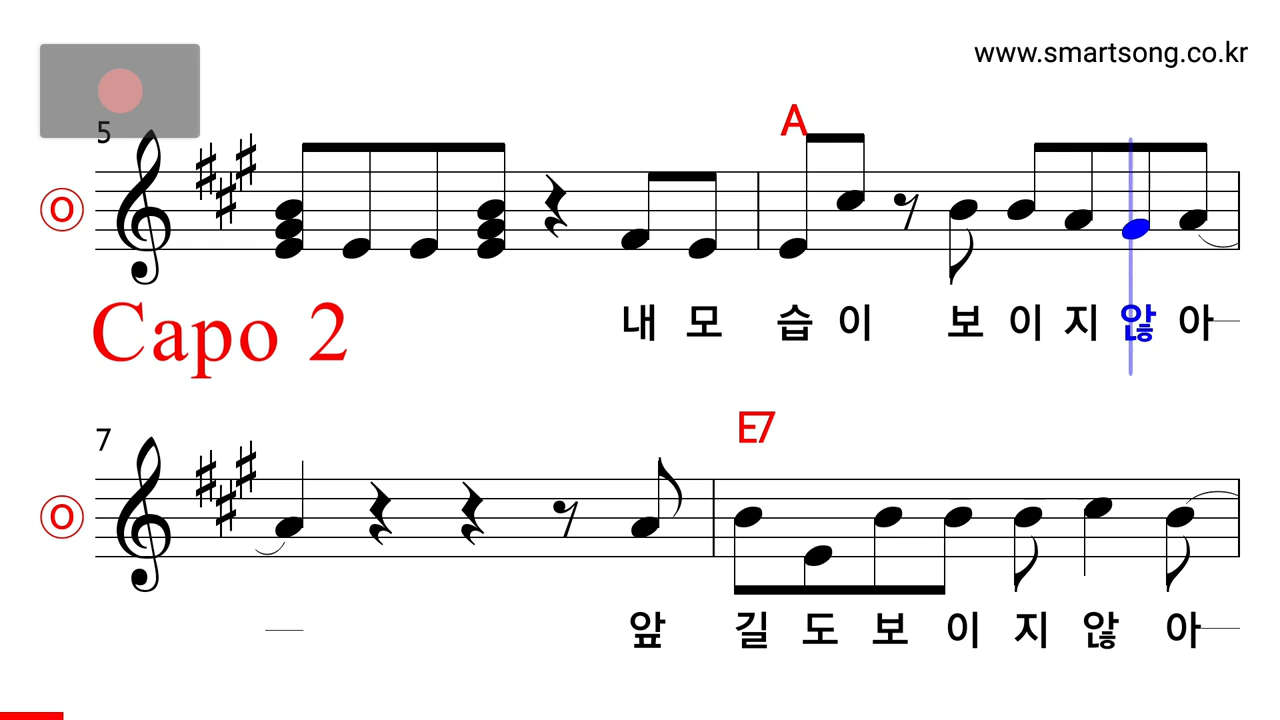 www.smartsong.co.kr
5
A
O
내 모 습 이 보 이 지 않 아
Capo 2
7
E7
O
앞 길 도 보 이 지 않 아